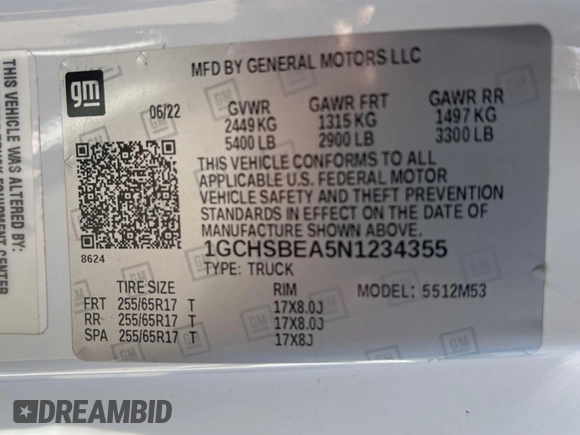 THIS VEHICLE WAS ALTERED BY:
EQUIPMENT CENTER
gm
MFD BY GENERAL MOTORS LLC
06/22 GVWR GAWR FRT GAWR RR
2449 KG 1315 KG 1497 KG
5400 LB 2900 LB 3300 LB
THIS VEHICLE CONFORMS TO ALL
APPLICABLE U.S. FEDERAL MOTOR
VEHICLE SAFETY AND THEFT PREVENTION
STANDARDS IN EFFECT ON THE DATE OF
MANUFACTURE SHOWN ABOVE.
8624 1GCHSBEA5N1234355
TYPE: TRUCK
TIRE SIZE RIM MODEL: 5512M53
FRT 255/65R17 T 17X8.0J
RR 255/65R17 T 17X8.0J
SPA 255/65R17 T 17X8J
DREAMBID